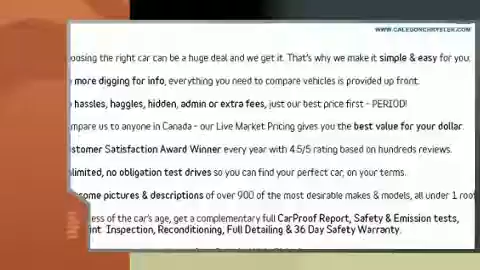 WWW.CALEDONCHRYSLER.COM
oosing the right car can be a huge deal and we get it. That's why we make it simple & easy for you.
more digging for info, everything you need to compare vehicles is provided up front.
hassles, haggles, hidden, admin or extra fees, just our best price first - PERIOD!
mpare us to anyone in Canada - our Live Market Pricing gives you the best value for your dollar.
stomer Satisfaction Award Winner every year with 4.5/5 rating based on hundreds reviews.
limited, no obligation test drives so you can find your perfect car, on your terms.
some pictures & descriptions of over 900 of the most desirable makes & models, all under 1 roof
ess of the car's age, get a complementary full CarProof Report, Safety & Emission tests,
int Inspection, Reconditioning, Full Detailing & 36 Day Safety Warranty.